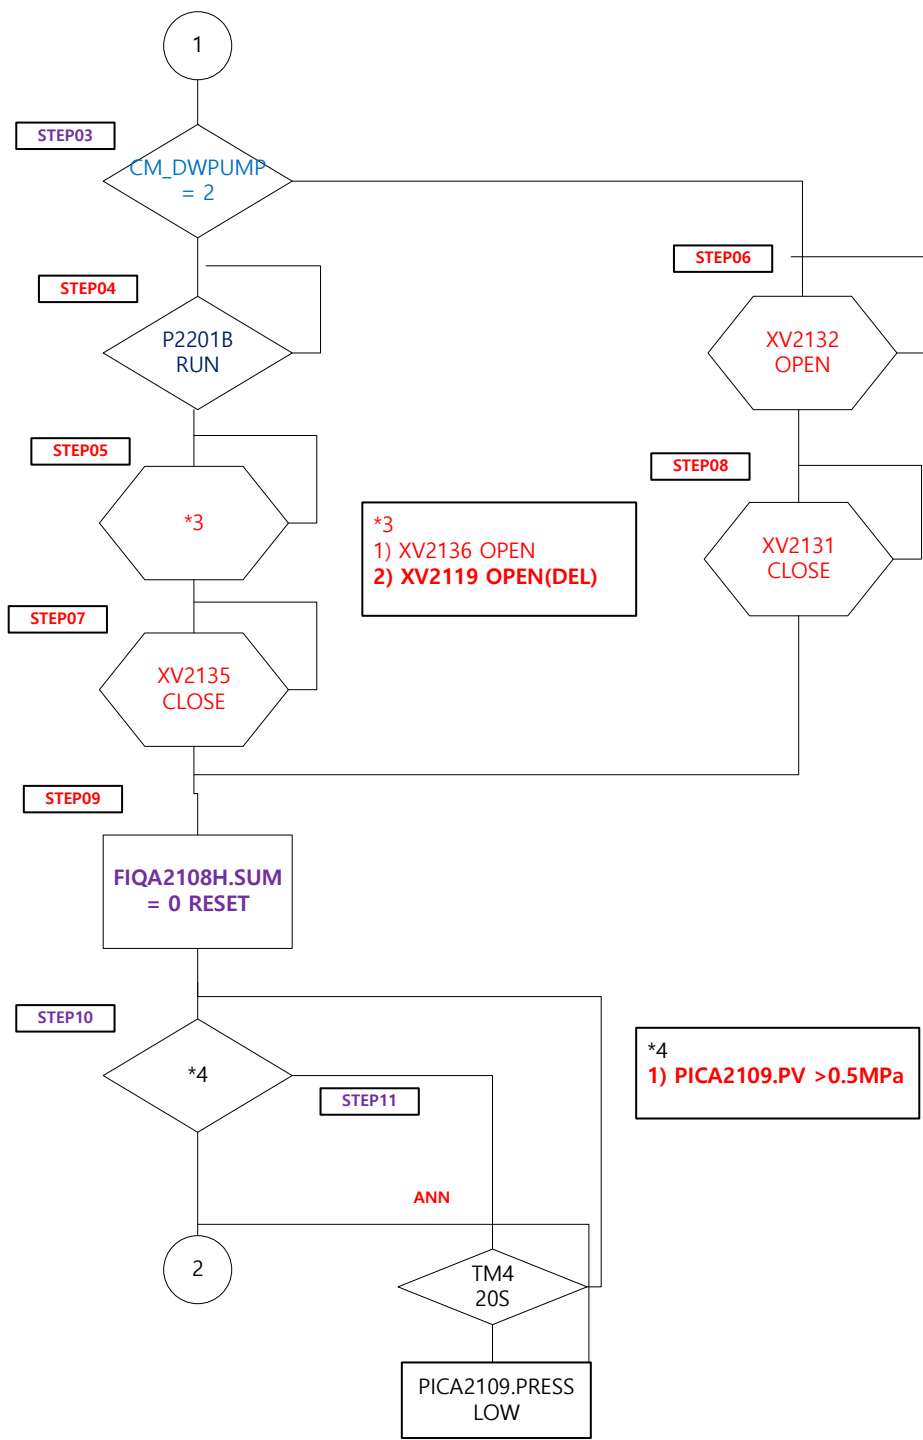 1
STEP03
CM_DWPUMP
= 2
STEP06
STEP04
P2201B
RUN
XV2132
OPEN
STEP05
STEP08
*3
*3
1) XV2136 OPEN
2) XV2119 OPEN(DEL)
XV2131
CLOSE
STEP07
XV2135
CLOSE
STEP09
FIQA2108H.SUM
= 0 RESET
STEP10
*4
*4
1) PICA2109.PV >0.5MPa
STEP11
ANN
2
TM4
20S
PICA2109.PRESS
LOW